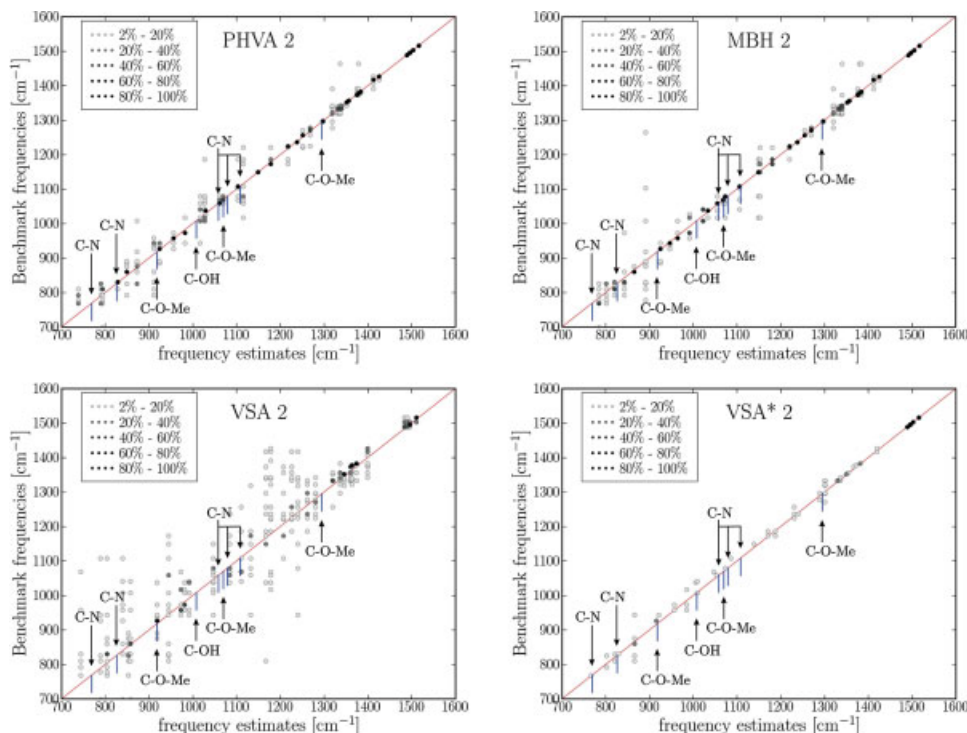 PHVA 2
2% - 20%
20% - 40%
40% - 60%
60% - 80%
80% - 100%
Benchmark frequencies [cm⁻¹]
1600
1500
1400
1300
1200
1100
1000
900
800
700
C-N
C-N
C-N
C-O-Me
C-O-Me
C-OH
C-O-Me
700 800 900 1000 1100 1200 1300 1400 1500 1600
frequency estimates [cm⁻¹]
MBH 2
2% - 20%
20% - 40%
40% - 60%
60% - 80%
80% - 100%
Benchmark frequencies [cm⁻¹]
1600
1500
1400
1300
1200
1100
1000
900
800
700
C-N
C-N
C-N
C-O-Me
C-O-Me
C-OH
C-O-Me
700 800 900 1000 1100 1200 1300 1400 1500 1600
frequency estimates [cm⁻¹]
VSA 2
2% - 20%
20% - 40%
40% - 60%
60% - 80%
80% - 100%
Benchmark frequencies [cm⁻¹]
1600
1500
1400
1300
1200
1100
1000
900
800
700
C-N
C-N
C-N
C-O-Me
C-O-Me
C-OH
C-O-Me
700 800 900 1000 1100 1200 1300 1400 1500 1600
frequency estimates [cm⁻¹]
VSA* 2
2% - 20%
20% - 40%
40% - 60%
60% - 80%
80% - 100%
Benchmark frequencies [cm⁻¹]
1600
1500
1400
1300
1200
1100
1000
900
800
700
C-N
C-N
C-N
C-O-Me
C-O-Me
C-OH
C-O-Me
700 800 900 1000 1100 1200 1300 1400 1500 1600
frequency estimates [cm⁻¹]